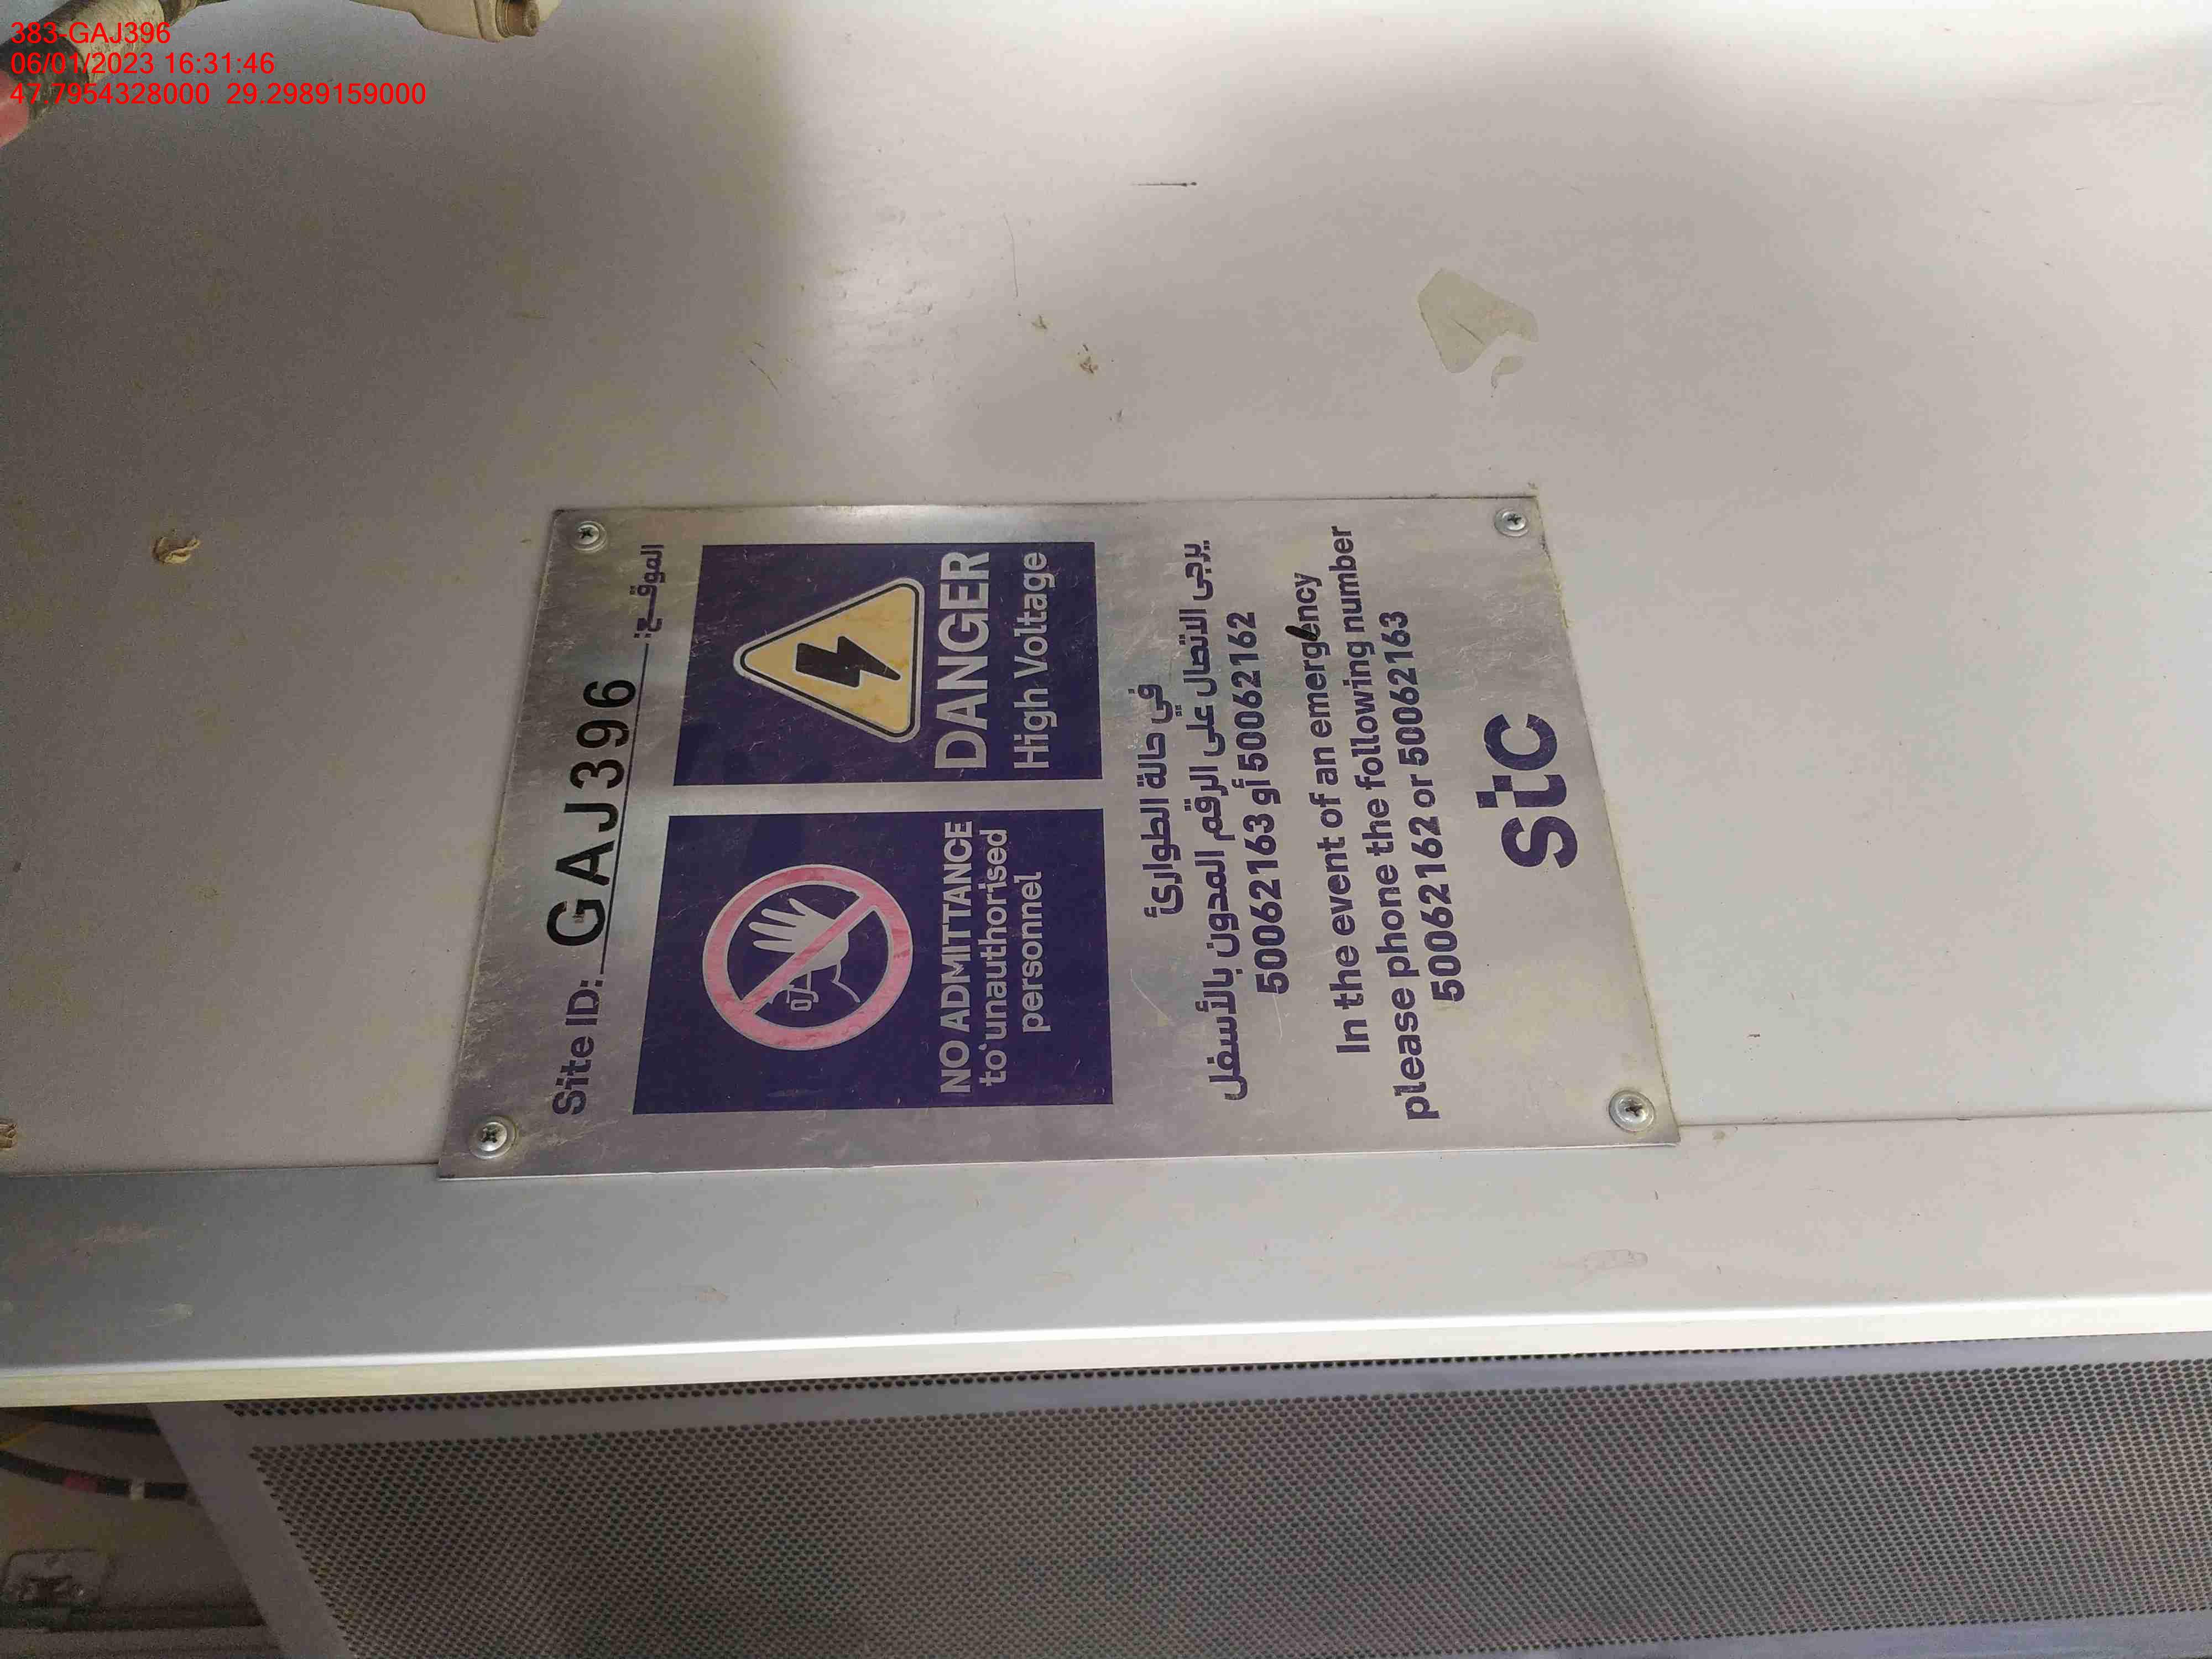 383-GAJ396
06/01/2023 16:31:46
47.7954328000 29.2989159000
Site ID: GAJ396 الموقع:
NO ADMITTANCE
to unauthorised
personnel
DANGER
High Voltage
في حالة الطوارئ
يرجى الاتصال على الرقم المدون بالأسفل
50062163 أو 50062162
In the event of an emergency
please phone the following number
50062162 or 50062163
stc